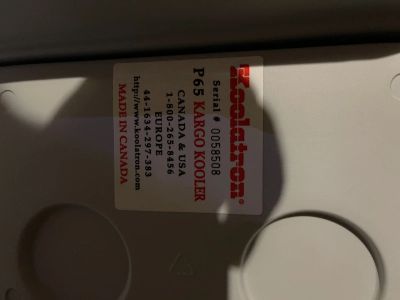 Koolatron®
Serial # 0058508
P65 KARGO KOOLER
CANADA & USA
1-800-265-8456
EUROPE
44-1634-297-383
http://www.koolatron.com
MADE IN CANADA